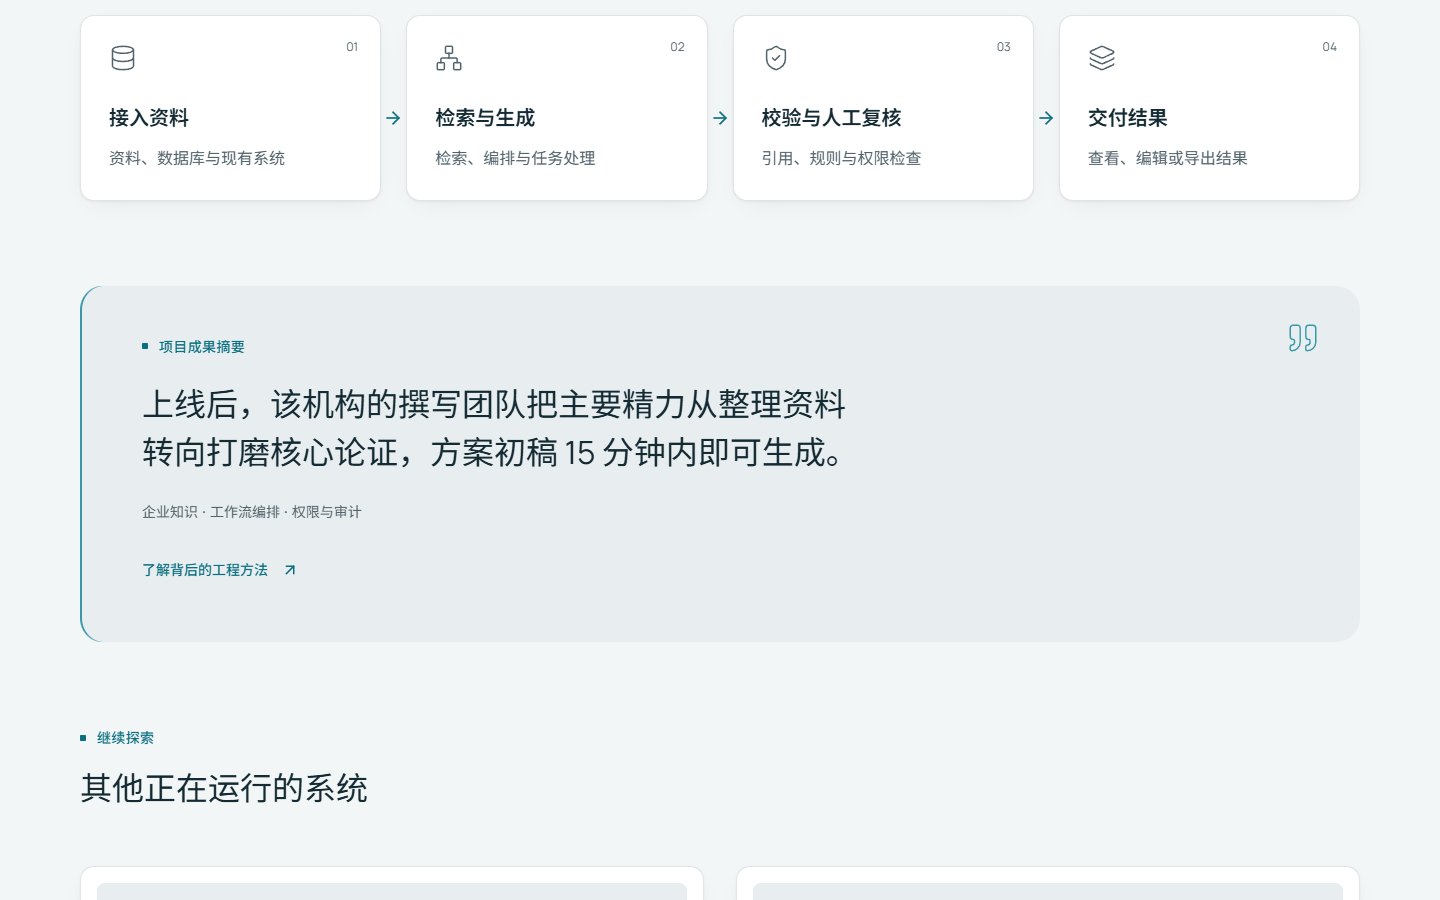 01
接入资料
资料、数据库与现有系统
02
检索与生成
检索、编排与任务处理
03
校验与人工复核
引用、规则与权限检查
04
交付结果
查看、编辑或导出结果
项目成果摘要
上线后，该机构的撰写团队把主要精力从整理资料
转向打磨核心论证，方案初稿 15 分钟内即可生成。
企业知识 · 工作流编排 · 权限与审计
了解背后的工程方法
继续探索
其他正在运行的系统